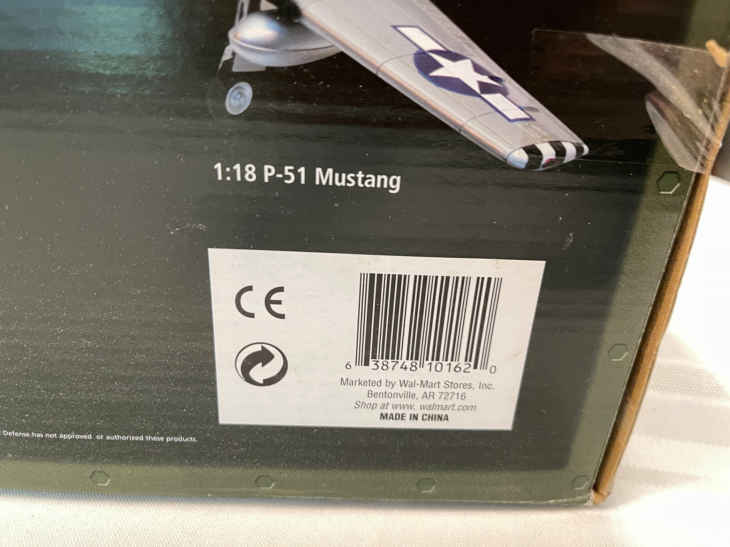 1:18 P-51 Mustang
CE
6 38748 10162 0
Marketed by Wal-Mart Stores, Inc.
Bentonville, AR 72716
Shop at www. walmart.com
MADE IN CHINA
Defense has not approved or authorized these products.